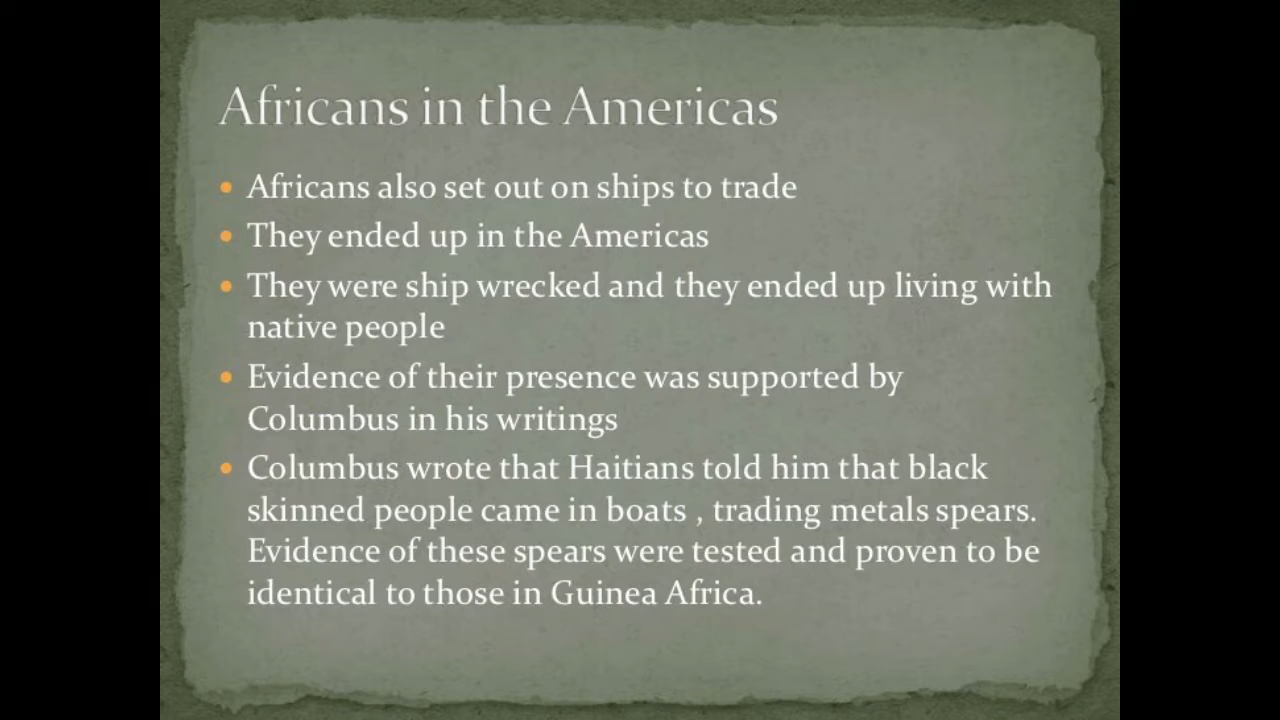 Africans in the Americas
• Africans also set out on ships to trade
• They ended up in the Americas
• They were ship wrecked and they ended up living with
native people
• Evidence of their presence was supported by
Columbus in his writings
• Columbus wrote that Haitians told him that black
skinned people came in boats , trading metals spears.
Evidence of these spears were tested and proven to be
identical to those in Guinea Africa.